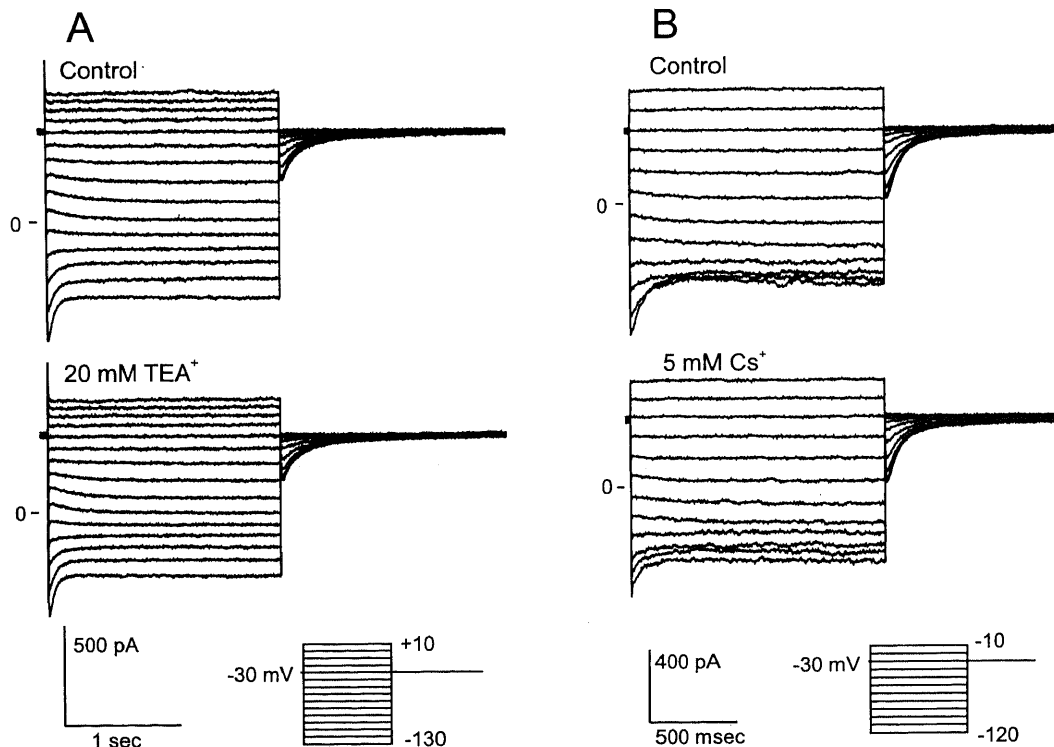 A
Control
0
20 mM TEA⁺
0
500 pA
1 sec
+10
-30 mV
-130
B
Control
0
5 mM Cs⁺
0
400 pA
500 msec
-10
-30 mV
-120